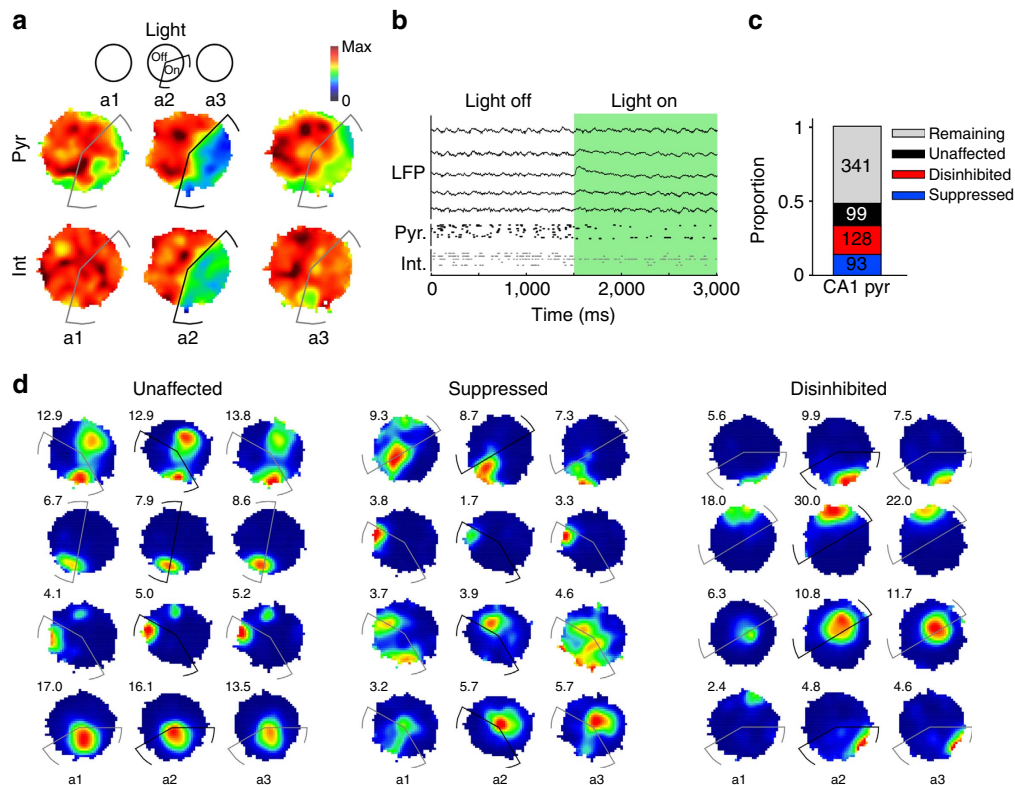 a
Light
Off
On
a1 a2 a3
Max
0
Pyr
Int
a1 a2 a3
b
Light off Light on
LFP
Pyr.
Int.
0 1,000 2,000 3,000
Time (ms)
c
1
0.5
0
Proportion
341
99
128
93
CA1 pyr
Remaining
Unaffected
Disinhibited
Suppressed
d
Unaffected Suppressed Disinhibited
12.9 12.9 13.8 9.3 8.7 7.3 5.6 9.9 7.5
6.7 7.9 8.6 3.8 1.7 3.3 18.0 30.0 22.0
4.1 5.0 5.2 3.7 3.9 4.6 6.3 10.8 11.7
17.0 16.1 13.5 3.2 5.7 5.7 2.4 4.8 4.6
a1 a2 a3 a1 a2 a3 a1 a2 a3